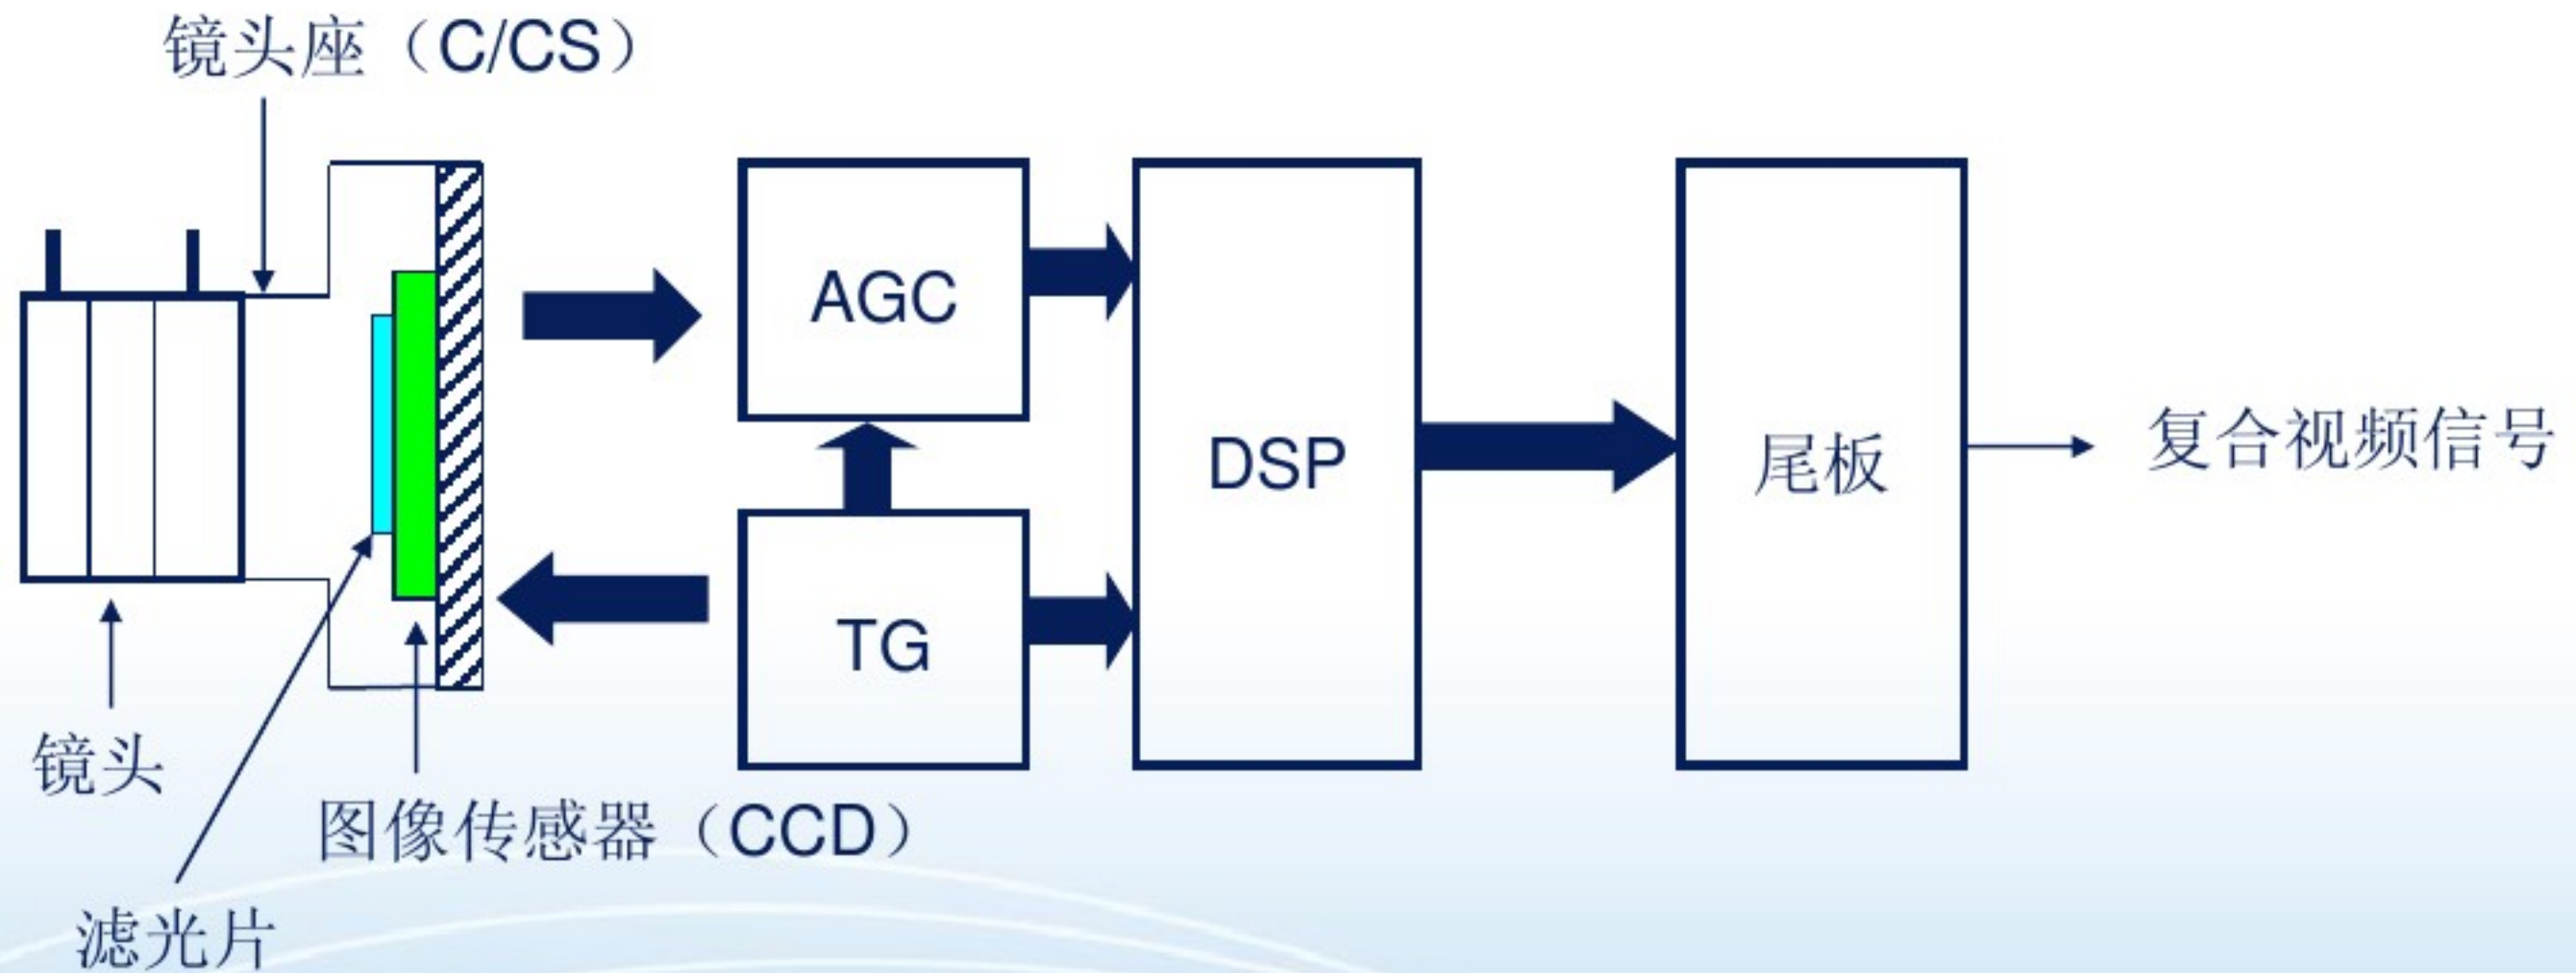 镜头座（C/CS）
AGC
DSP
尾板
复合视频信号
TG
镜头
图像传感器（CCD）
滤光片